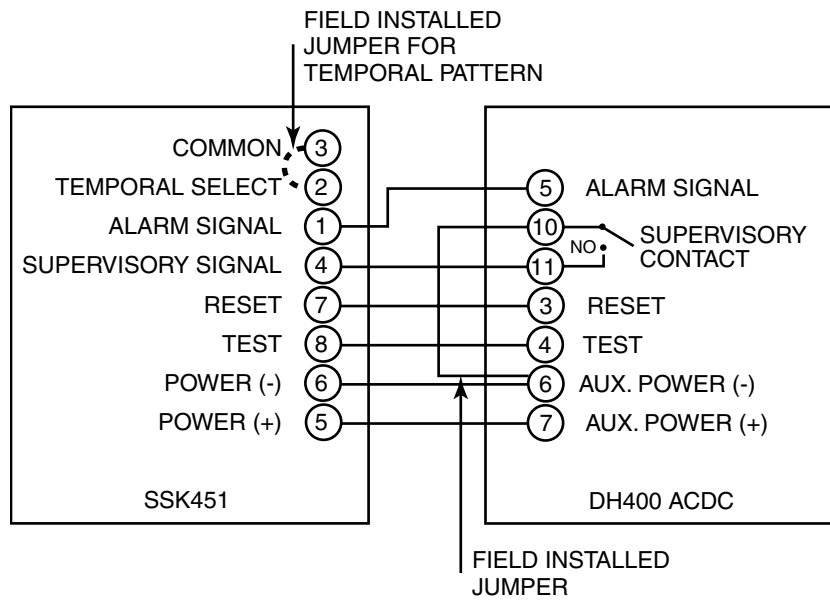 FIELD INSTALLED
JUMPER FOR
TEMPORAL PATTERN
COMMON 3
TEMPORAL SELECT 2
ALARM SIGNAL 1
SUPERVISORY SIGNAL 4
RESET 7
TEST 8
POWER (-) 6
POWER (+) 5
SSK451
5 ALARM SIGNAL
10
NO
SUPERVISORY
CONTACT
11
3 RESET
4 TEST
6 AUX. POWER (-)
7 AUX. POWER (+)
DH400 ACDC
FIELD INSTALLED
JUMPER